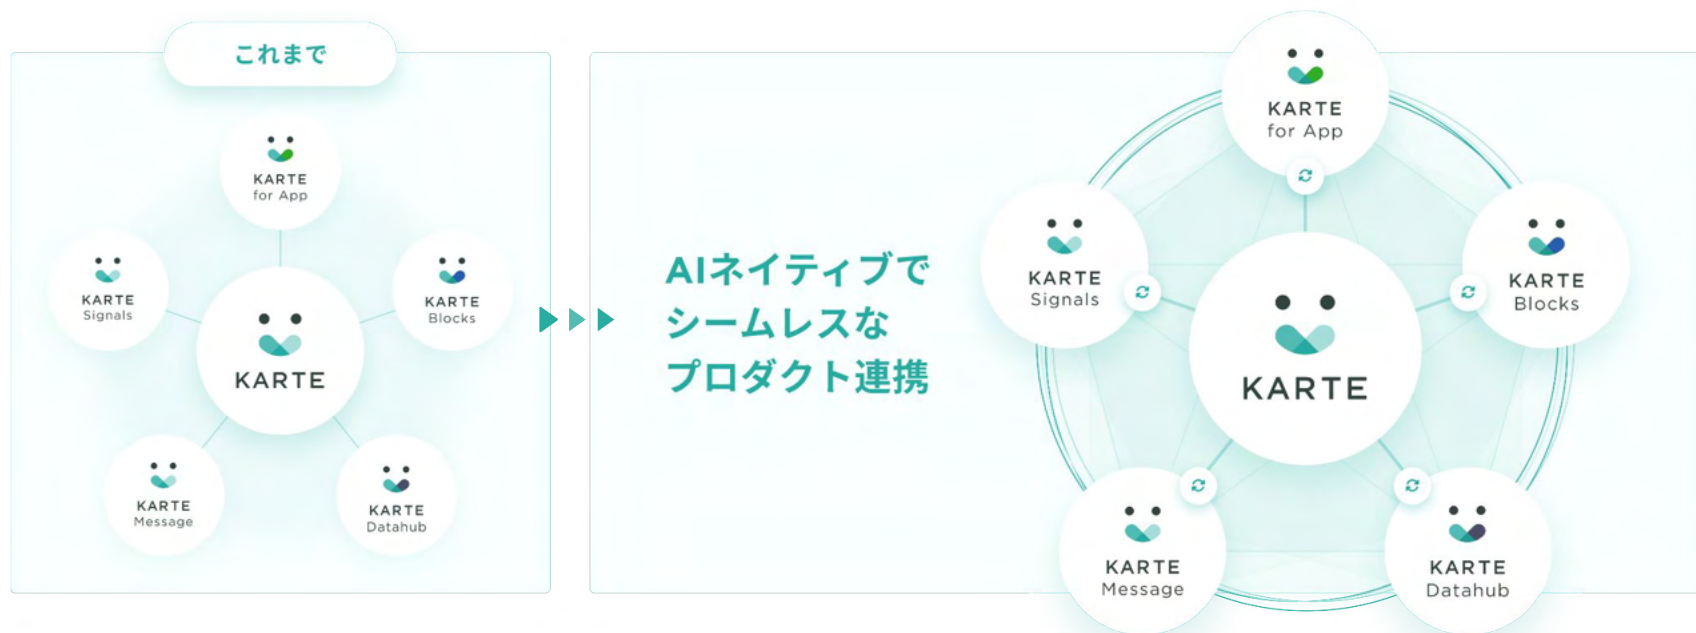 これまで
KARTE
for App
KARTE
Signals
KARTE
Blocks
KARTE
KARTE
Message
KARTE
Datahub
AIネイティブで
シームレスな
プロダクト連携
KARTE
for App
KARTE
Signals
KARTE
Blocks
KARTE
KARTE
Message
KARTE
Datahub